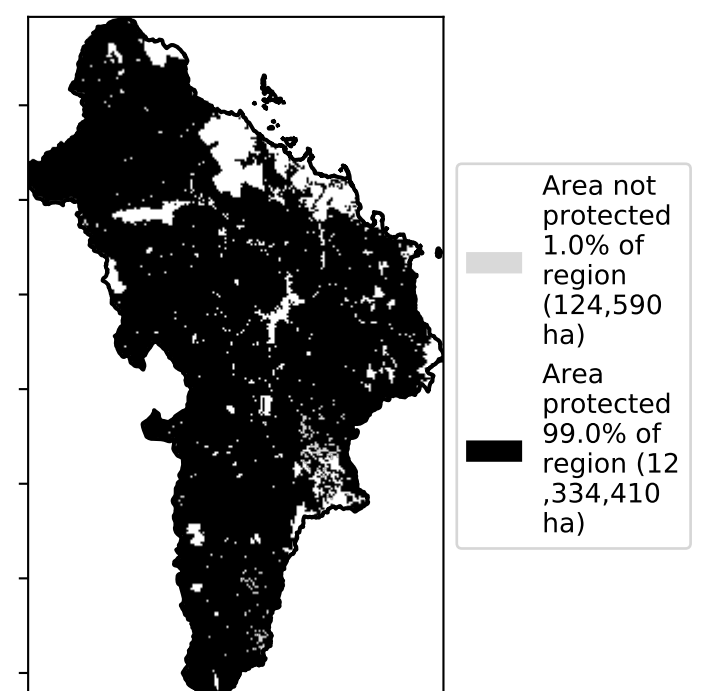 Area not
protected
1.0% of
region
(124,590
ha)
Area
protected
99.0% of
region (12
,334,410
ha)